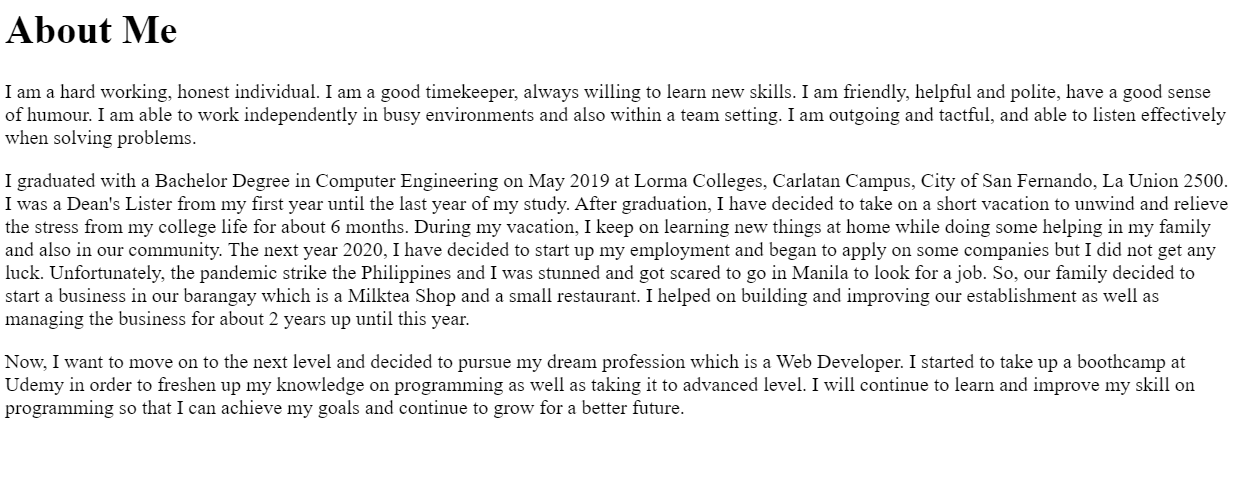 About Me
I am a hard working, honest individual. I am a good timekeeper, always willing to learn new skills. I am friendly, helpful and polite, have a good sense
of humour. I am able to work independently in busy environments and also within a team setting. I am outgoing and tactful, and able to listen effectively
when solving problems.
I graduated with a Bachelor Degree in Computer Engineering on May 2019 at Lorma Colleges, Carlatan Campus, City of San Fernando, La Union 2500.
I was a Dean's Lister from my first year until the last year of my study. After graduation, I have decided to take on a short vacation to unwind and relieve
the stress from my college life for about 6 months. During my vacation, I keep on learning new things at home while doing some helping in my family
and also in our community. The next year 2020, I have decided to start up my employment and began to apply on some companies but I did not get any
luck. Unfortunately, the pandemic strike the Philippines and I was stunned and got scared to go in Manila to look for a job. So, our family decided to
start a business in our barangay which is a Milktea Shop and a small restaurant. I helped on building and improving our establishment as well as
managing the business for about 2 years up until this year.
Now, I want to move on to the next level and decided to pursue my dream profession which is a Web Developer. I started to take up a boothcamp at
Udemy in order to freshen up my knowledge on programming as well as taking it to advanced level. I will continue to learn and improve my skill on
programming so that I can achieve my goals and continue to grow for a better future.